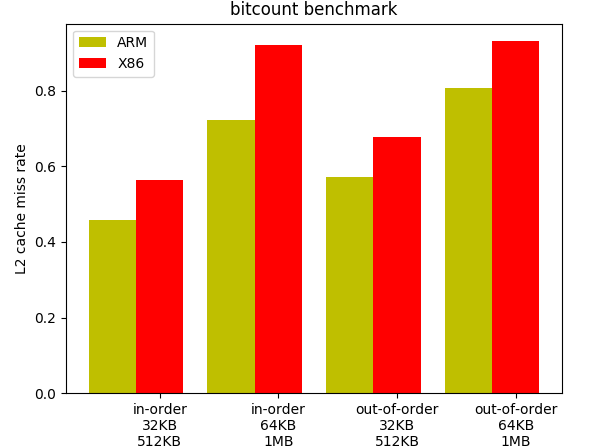 bitcount benchmark
ARM
X86
L2 cache miss rate
0.8
0.6
0.4
0.2
0.0
in-order
32KB
512KB
in-order
64KB
1MB
out-of-order
32KB
512KB
out-of-order
64KB
1MB